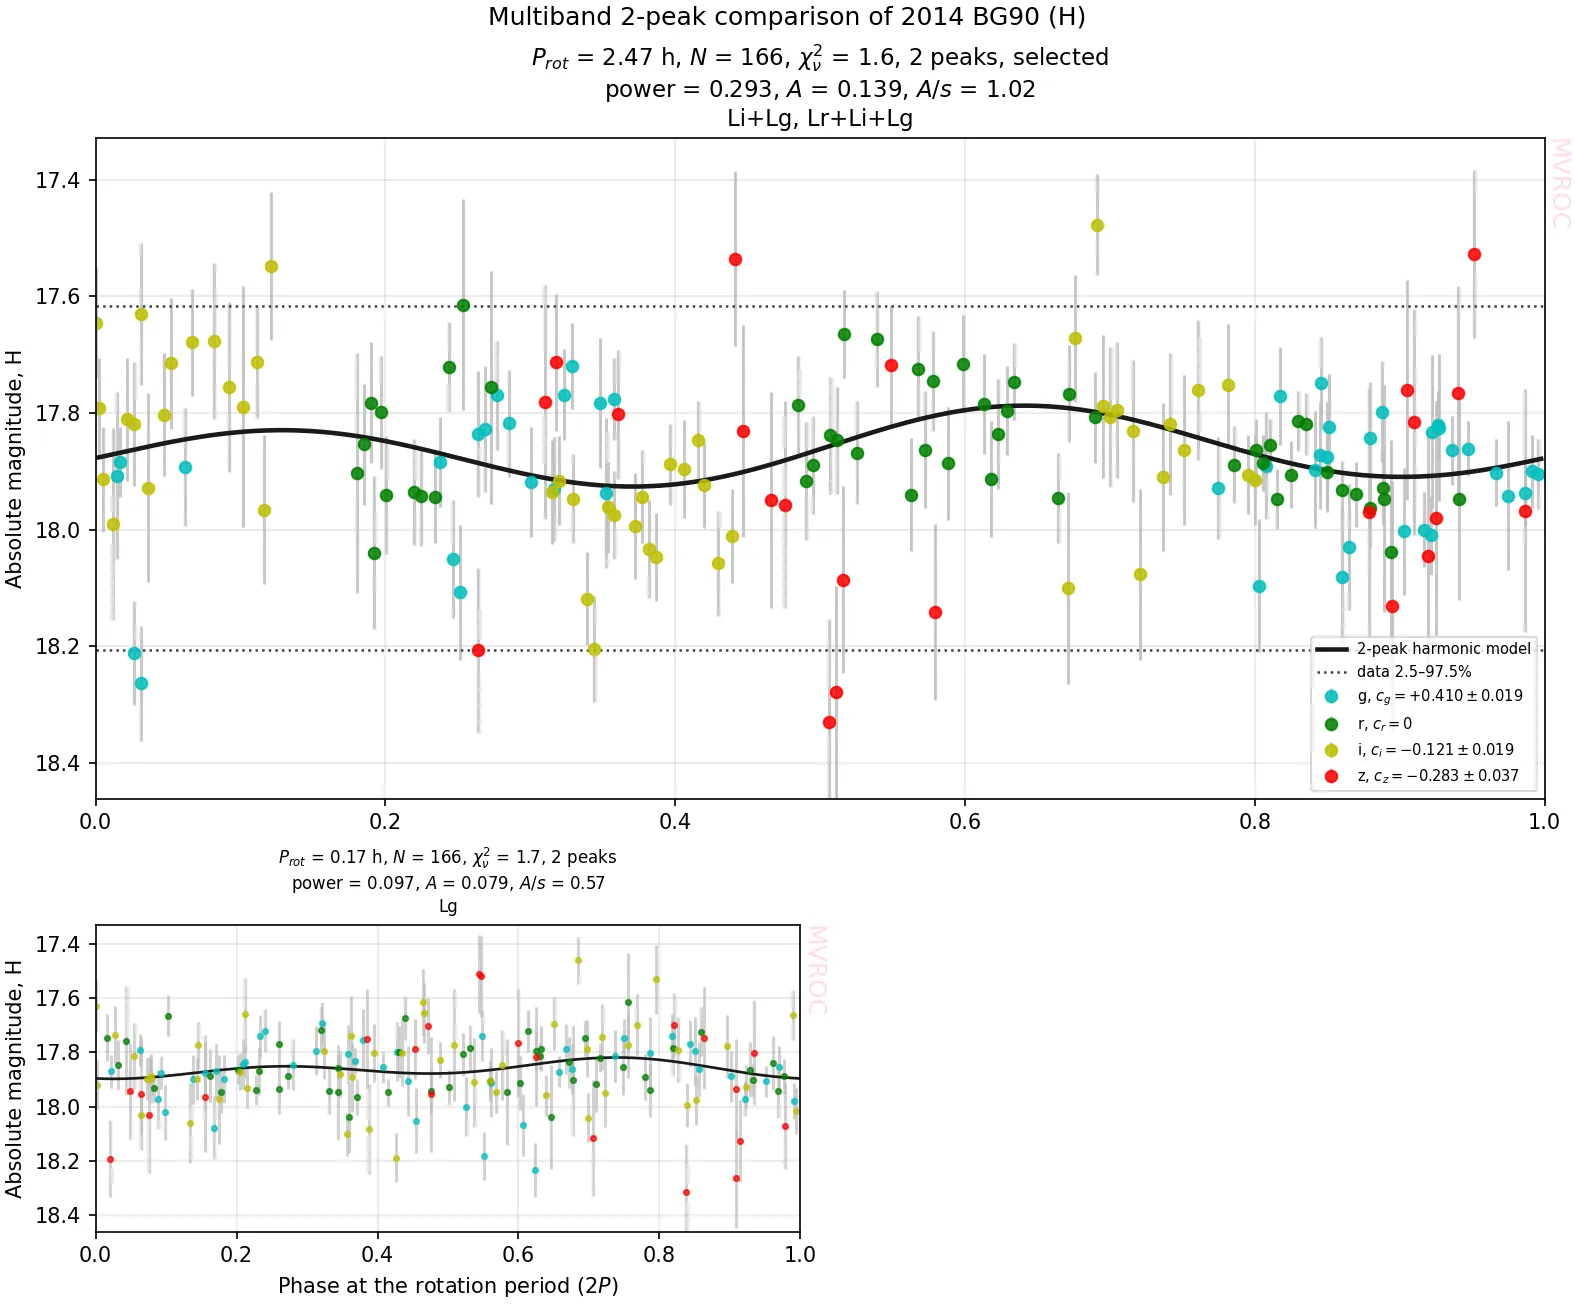 Multiband 2-peak comparison of 2014 BG90 (H)
P_rot = 2.47 h, N = 166, χ²_ν = 1.6, 2 peaks, selected
power = 0.293, A = 0.139, A/s = 1.02
Li+Lg, Lr+Li+Lg
MVROC
Absolute magnitude, H
17.4
17.6
17.8
18.0
18.2
18.4
2-peak harmonic model
data 2.5–97.5%
g, c_g = +0.410 ± 0.019
r, c_r = 0
i, c_i = −0.121 ± 0.019
z, c_z = −0.283 ± 0.037
0.0 0.2 0.4 0.6 0.8 1.0
P_rot = 0.17 h, N = 166, χ²_ν = 1.7, 2 peaks
power = 0.097, A = 0.079, A/s = 0.57
Lg
MVROC
Absolute magnitude, H
17.4
17.6
17.8
18.0
18.2
18.4
0.0 0.2 0.4 0.6 0.8 1.0
Phase at the rotation period (2P)